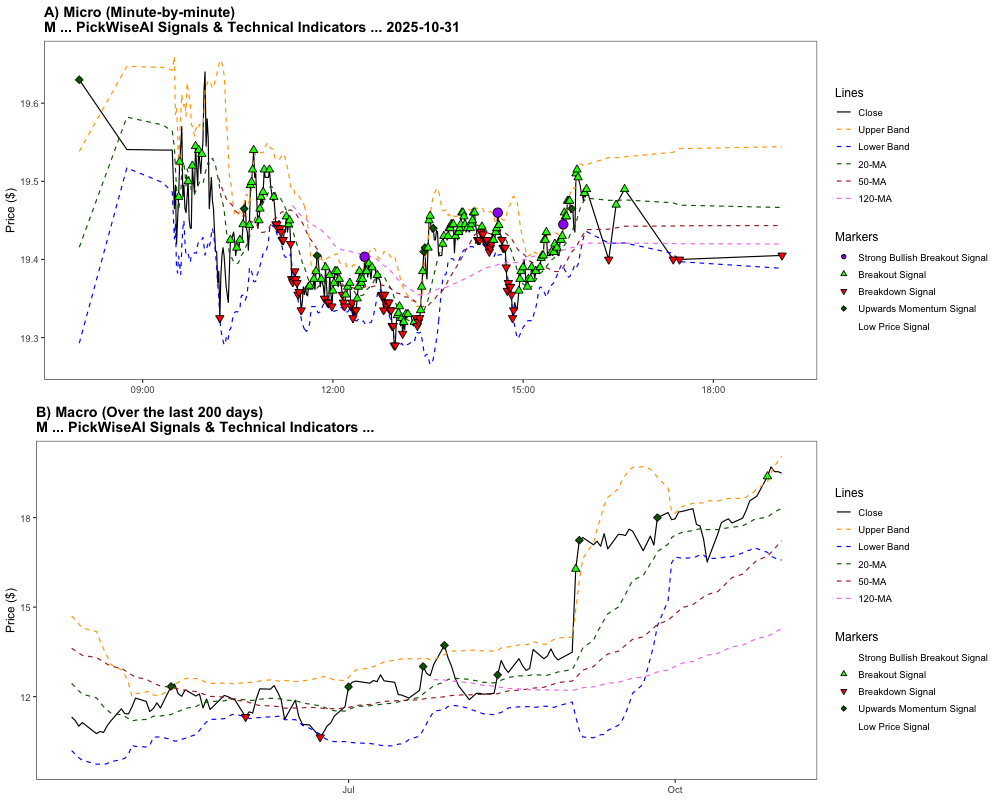 A) Micro (Minute-by-minute)
M ... PickWiseAI Signals & Technical Indicators ... 2025-10-31
Price ($)
19.6
19.5
19.4
19.3
09:00
12:00
15:00
18:00
Lines
Close
Upper Band
Lower Band
20-MA
50-MA
120-MA
Markers
Strong Bullish Breakout Signal
Breakout Signal
Breakdown Signal
Upwards Momentum Signal
Low Price Signal
B) Macro (Over the last 200 days)
M ... PickWiseAI Signals & Technical Indicators ...
Price ($)
18
15
12
Jul
Oct
Lines
Close
Upper Band
Lower Band
20-MA
50-MA
120-MA
Markers
Strong Bullish Breakout Signal
Breakout Signal
Breakdown Signal
Upwards Momentum Signal
Low Price Signal